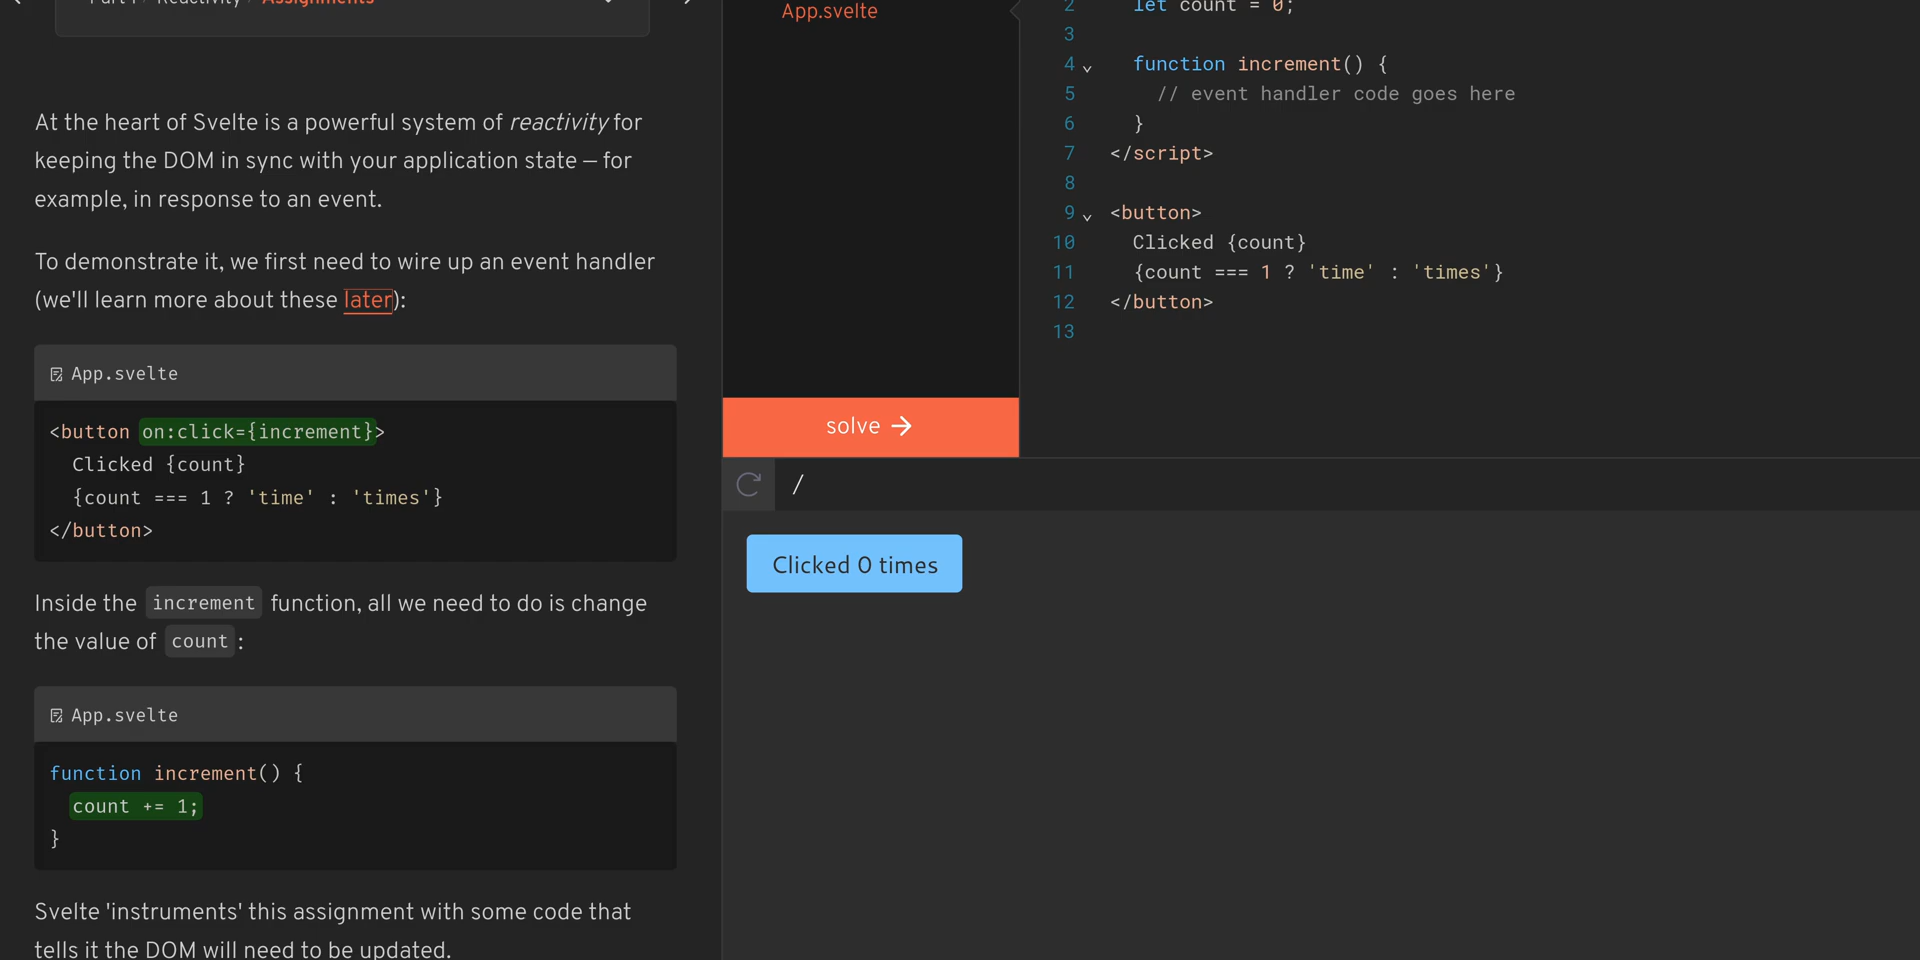 Part 1 / Reactivity / Assignments
At the heart of Svelte is a powerful system of reactivity for
keeping the DOM in sync with your application state — for
example, in response to an event.
To demonstrate it, we first need to wire up an event handler
(we'll learn more about these later):
App.svelte
<button on:click={increment}>
Clicked {count}
{count === 1 ? 'time' : 'times'}
</button>
Inside the increment function, all we need to do is change
the value of count :
App.svelte
function increment() {
count += 1;
}
Svelte 'instruments' this assignment with some code that
tells it the DOM will need to be updated.
App.svelte
solve →
2 let count = 0;
3
4 function increment() {
5 // event handler code goes here
6 }
7 </script>
8
9 <button>
10 Clicked {count}
11 {count === 1 ? 'time' : 'times'}
12 </button>
13
/
Clicked 0 times